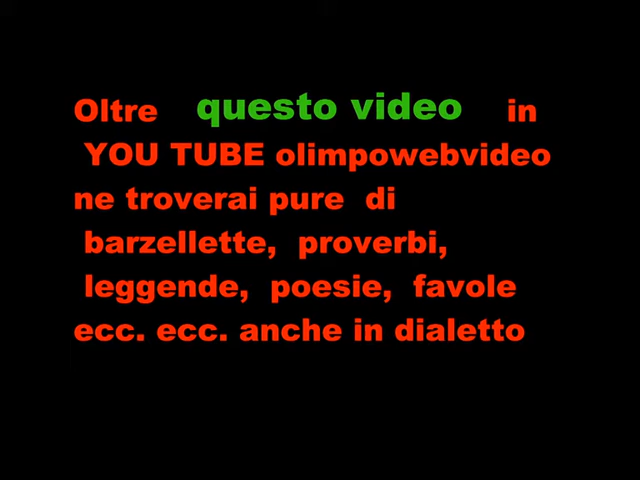 Oltre questo video in
YOU TUBE olimpowebvideo
ne troverai pure di
barzellette, proverbi,
leggende, poesie, favole
ecc. ecc. anche in dialetto